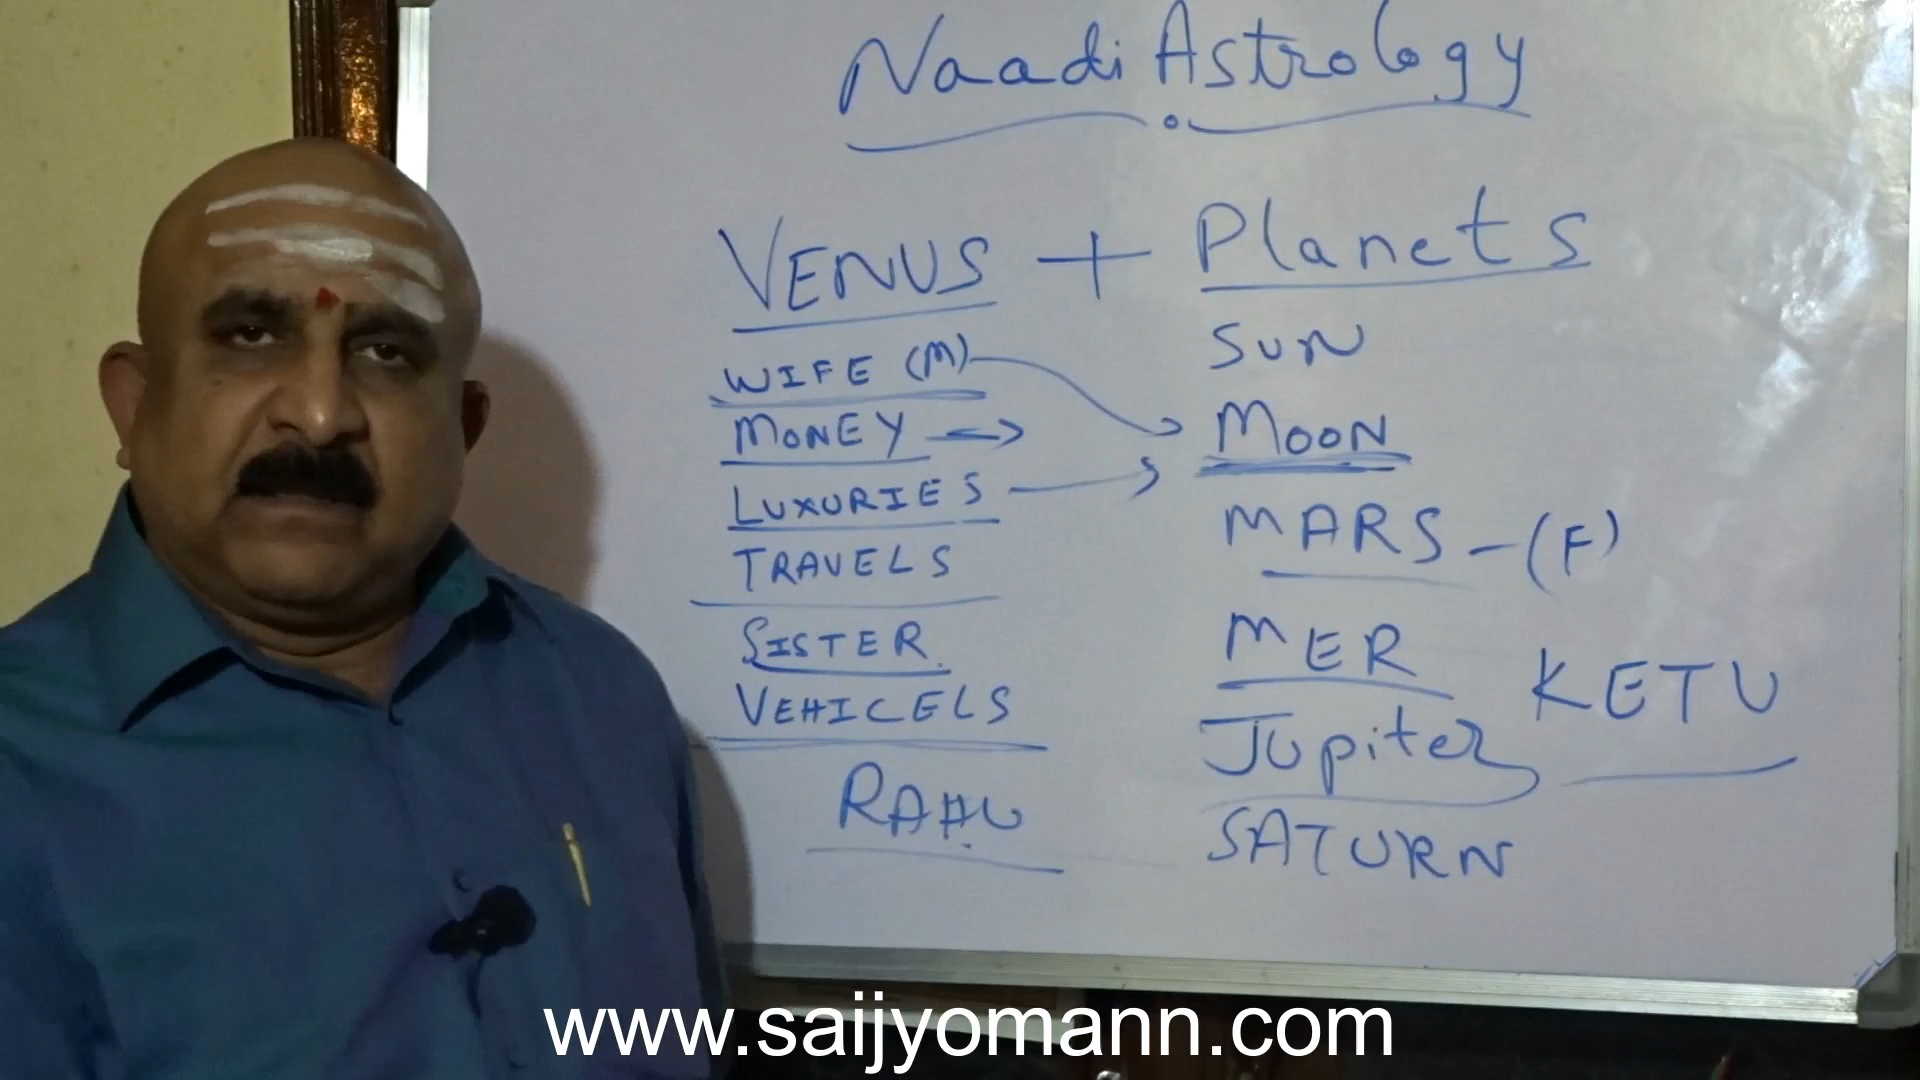 Naadi Astrology
VENUS + Planets
WIFE (M)
MONEY
LUXURIES
TRAVELS
SISTER
VEHICELS
RAHU
SUN
MOON
MARS - (F)
MER
KETU
Jupiter
SATURN
www.saijyomann.com